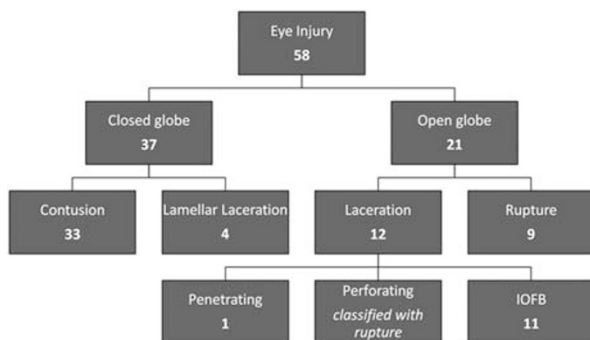 Eye Injury
58
Closed globe
37
Open globe
21
Contusion
33
Lamellar Laceration
4
Laceration
12
Rupture
9
Penetrating
1
Perforating
classified with
rupture
IOFB
11